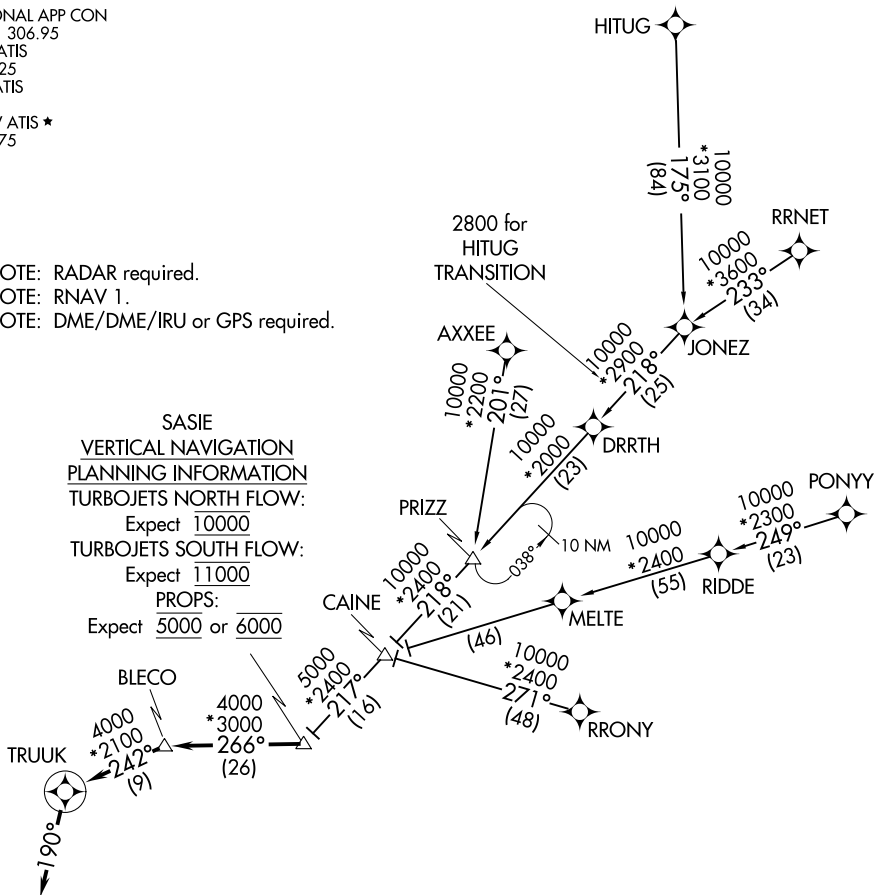 ONAL APP CON
306.95
ATIS
25
ATIS
ATIS ★
75
HITUG
10000
*3100
175°
(84)
RRNET
10000
*3600
233°
(34)
2800 for
HITUG
TRANSITION
OTE: RADAR required.
OTE: RNAV 1.
OTE: DME/DME/IRU or GPS required.
AXXEE
10000
*2200
201°
(27)
JONEZ
10000
*2900
218°
(25)
DRRTH
10000
*2000
(23)
SASIE
VERTICAL NAVIGATION
PLANNING INFORMATION
TURBOJETS NORTH FLOW:
Expect 10000
TURBOJETS SOUTH FLOW:
Expect 11000
PROPS:
Expect 5000 or 6000
PRIZZ
038°
10 NM
PONYY
10000
*2300
249°
(23)
RIDDE
10000
*2400
(55)
MELTE
(46)
10000
*2400
218°
(21)
CAINE
10000
*2400
271°
(48)
RRONY
5000
*2400
217°
(16)
BLECO
4000
*3000
266°
(26)
4000
*2100
242°
(9)
TRUUK
190°